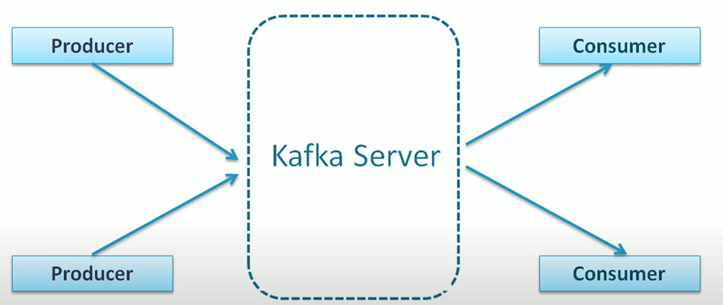 Producer
Consumer
Kafka Server
Producer
Consumer